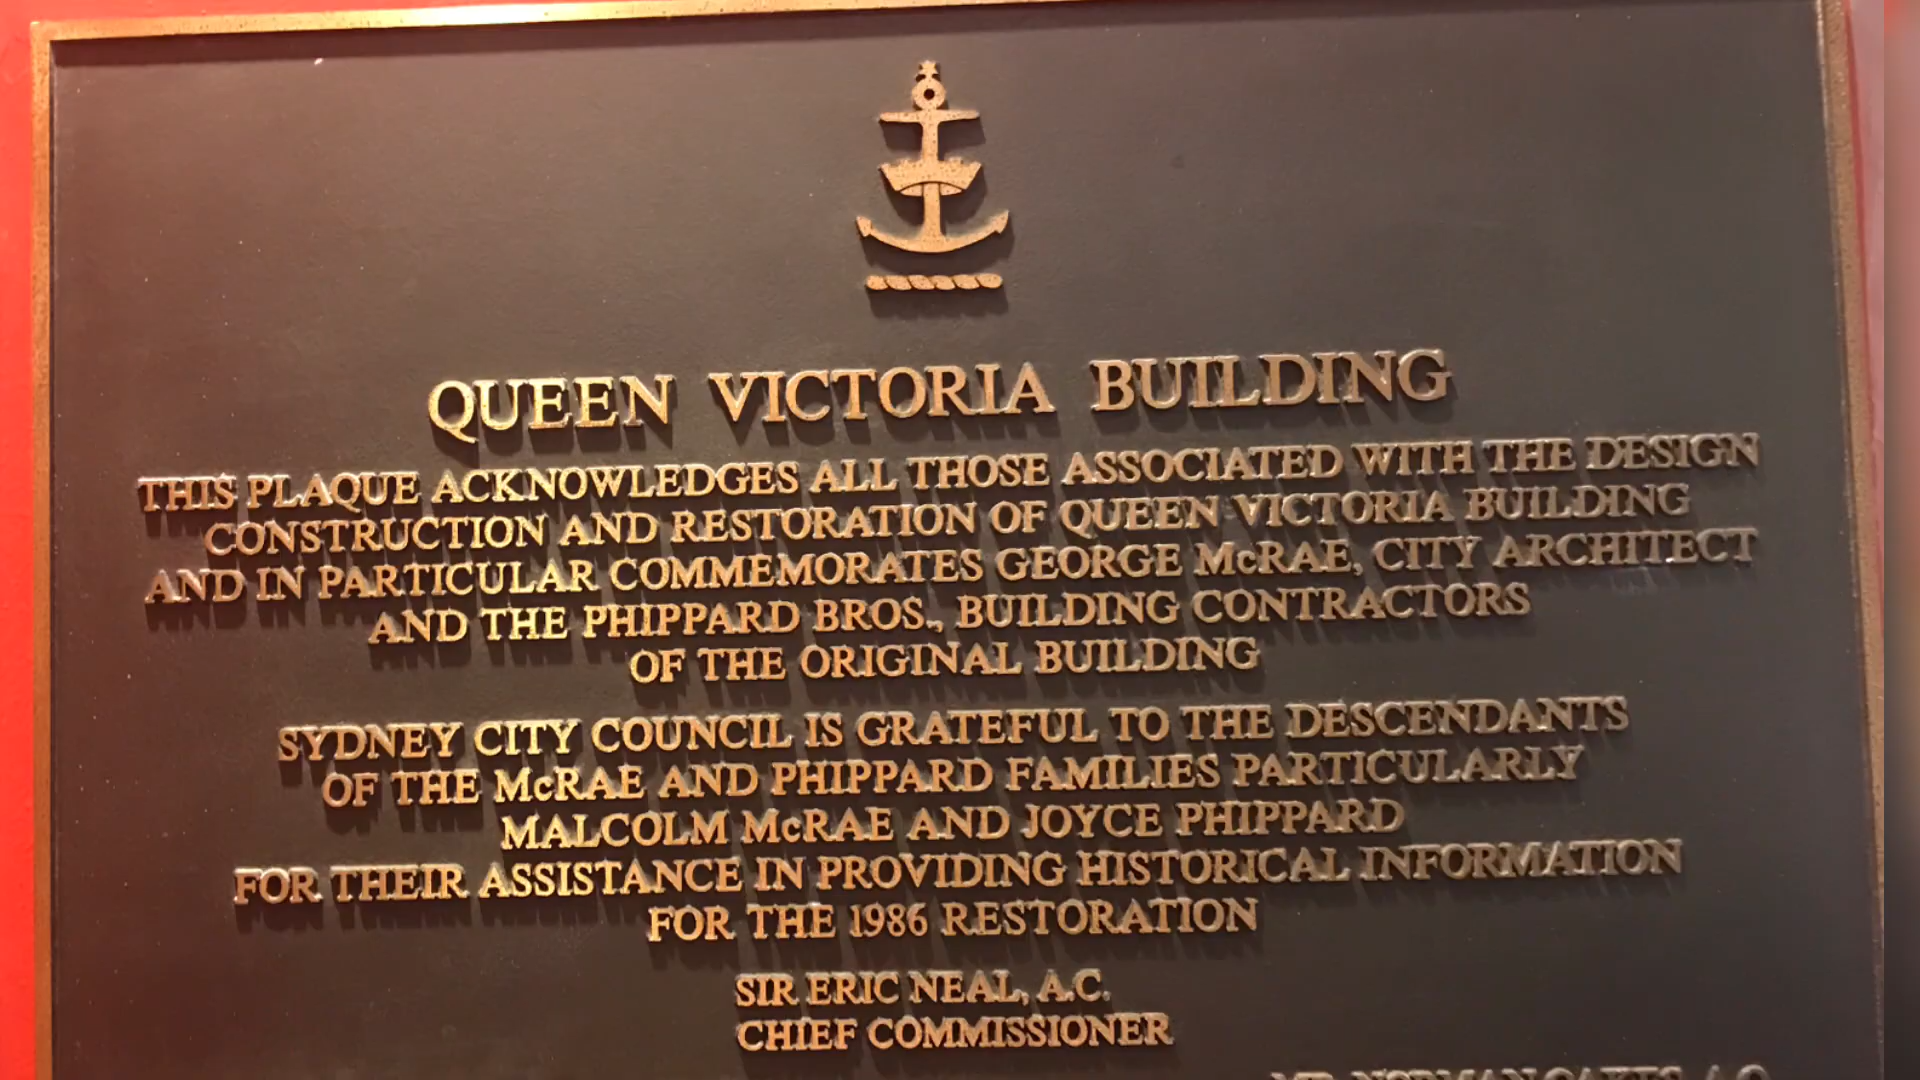 QUEEN VICTORIA BUILDING
THIS PLAQUE ACKNOWLEDGES ALL THOSE ASSOCIATED WITH THE DESIGN
CONSTRUCTION AND RESTORATION OF QUEEN VICTORIA BUILDING
AND IN PARTICULAR COMMEMORATES GEORGE McRAE, CITY ARCHITECT
AND THE PHIPPARD BROS., BUILDING CONTRACTORS
OF THE ORIGINAL BUILDING
SYDNEY CITY COUNCIL IS GRATEFUL TO THE DESCENDANTS
OF THE McRAE AND PHIPPARD FAMILIES PARTICULARLY
MALCOLM McRAE AND JOYCE PHIPPARD
FOR THEIR ASSISTANCE IN PROVIDING HISTORICAL INFORMATION
FOR THE 1986 RESTORATION
SIR ERIC NEAL, A.C.
CHIEF COMMISSIONER
MR. NORMAN OAKES, A.O.